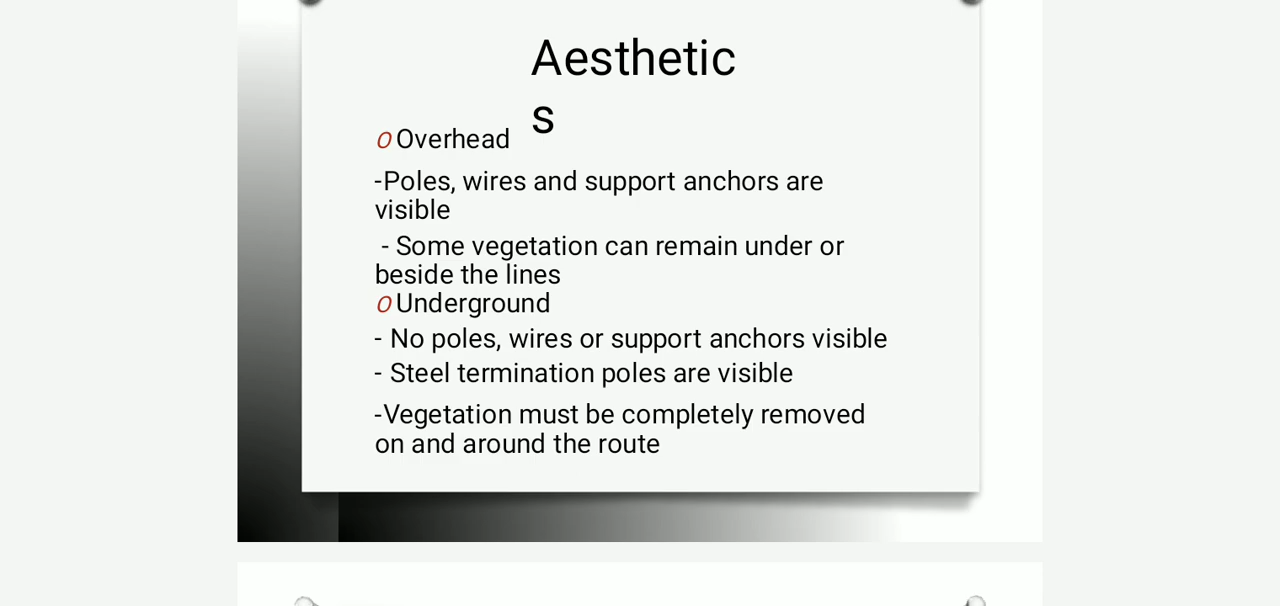 Aesthetic
s
o Overhead
-Poles, wires and support anchors are
visible
- Some vegetation can remain under or
beside the lines
o Underground
- No poles, wires or support anchors visible
- Steel termination poles are visible
-Vegetation must be completely removed
on and around the route